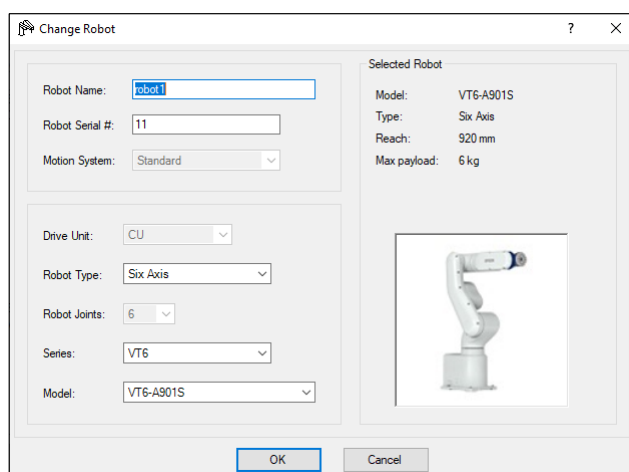 Change Robot
?
Robot Name: robot1
Robot Serial #: 11
Motion System: Standard
Drive Unit: CU
Robot Type: Six Axis
Robot Joints: 6
Series: VT6
Model: VT6-A901S
Selected Robot
Model: VT6-A901S
Type: Six Axis
Reach: 920 mm
Max payload: 6 kg
OK
Cancel